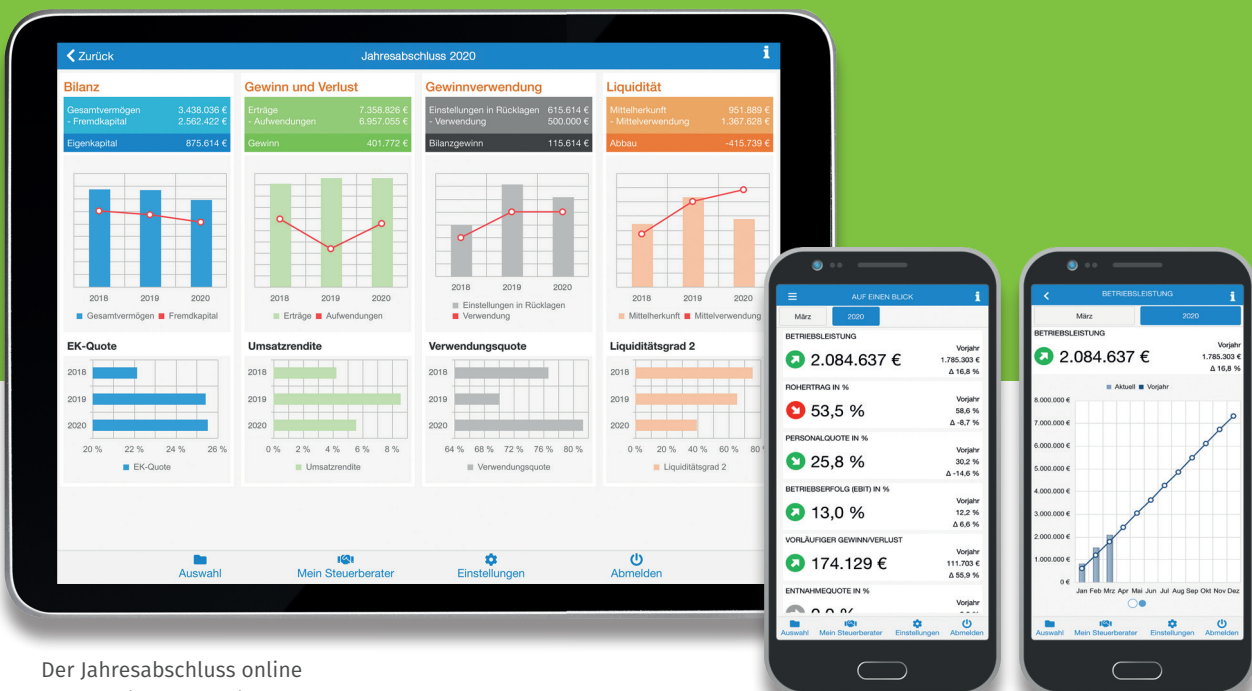 Zurück
Jahresabschluss 2020
i
Bilanz
Gesamtvermögen 3.438.036 €
- Fremdkapital 2.562.422 €
Eigenkapital 875.614 €
2018 2019 2020
Gesamtvermögen Fremdkapital
EK-Quote
2018
2019
2020
20 % 22 % 24 % 26 %
EK-Quote
Gewinn und Verlust
Erträge 7.358.826 €
- Aufwendungen 6.957.055 €
Gewinn 401.772 €
2018 2019 2020
Erträge Aufwendungen
Umsatzrendite
2018
2019
2020
0 % 2 % 4 % 6 % 8 %
Umsatzrendite
Gewinnverwendung
Einstellungen in Rücklagen 615.614 €
- Verwendung 500.000 €
Bilanzgewinn 115.614 €
2018 2019 2020
Einstellungen in Rücklagen
Verwendung
Verwendungsquote
2018
2019
2020
64 % 68 % 72 % 76 % 80 %
Verwendungsquote
Liquidität
Mittelherkunft 951.889 €
- Mittelverwendung 1.367.628 €
Abbau -415.739 €
2018 2019 2020
Mittelherkunft Mittelverwendung
Liquiditätsgrad 2
2018
2019
2020
0 % 20 % 40 % 60 % 80
Liquiditätsgrad 2
Auswahl Mein Steuerberater Einstellungen Abmelden
AUF EINEN BLICK
i
März 2020
BETRIEBSLEISTUNG
2.084.637 €
Vorjahr
1.785.303 €
Δ 16,8 %
ROHERTRAG IN %
53,5 %
Vorjahr
58,6 %
Δ -8,7 %
PERSONALQUOTE IN %
25,8 %
Vorjahr
30,2 %
Δ -14,6 %
BETRIEBSERFOLG (EBIT) IN %
13,0 %
Vorjahr
12,2 %
Δ 6,6 %
VORLÄUFIGER GEWINN/VERLUST
174.129 €
Vorjahr
111.703 €
Δ 55,9 %
ENTNAHMEQUOTE IN %
Vorjahr
Auswahl Mein Steuerberater Einstellungen Abmelden
BETRIEBSLEISTUNG
i
März 2020
BETRIEBSLEISTUNG
2.084.637 €
Vorjahr
1.785.303 €
Δ 16,8 %
Aktuell Vorjahr
8.000.000 €
7.000.000 €
6.000.000 €
5.000.000 €
4.000.000 €
3.000.000 €
2.000.000 €
1.000.000 €
0 €
Jan Feb Mrz Apr Mai Jun Jul Aug Sep Okt Nov Dez
Auswahl Mein Steuerberater Einstellungen Abmelden
Der Jahresabschluss online